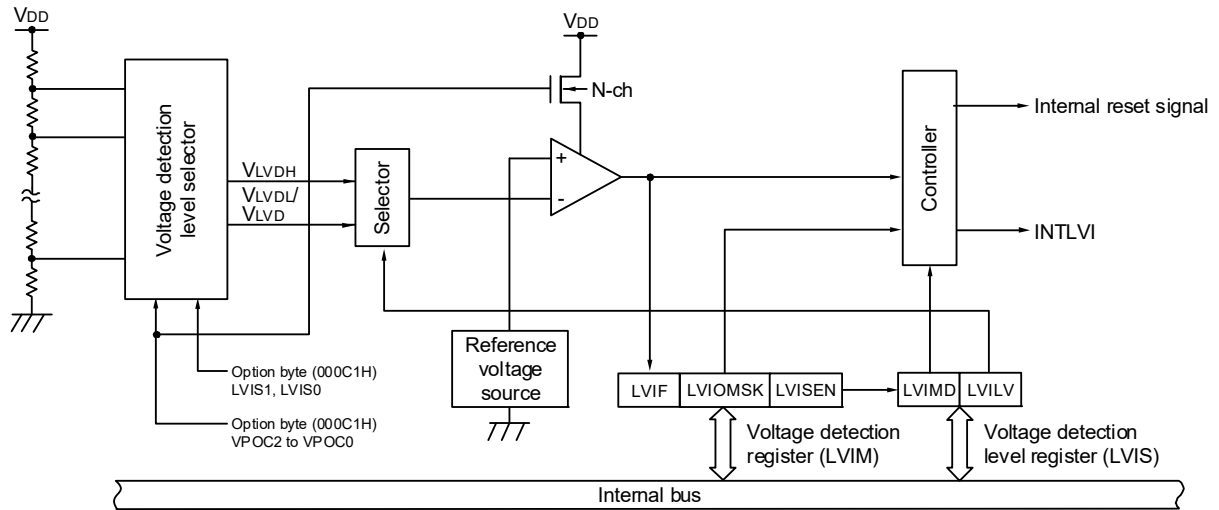 VDD
VDD
N-ch
Voltage detection
level selector
VLVDH
VLVDL/
VLVD
Selector
+
-
Controller
Internal reset signal
INTLVI
Option byte (000C1H)
LVIS1, LVIS0
Option byte (000C1H)
VPOC2 to VPOC0
Reference
voltage
source
LVIF
LVIOMSK
LVISEN
LVIMD
LVILV
Voltage detection
register (LVIM)
Voltage detection
level register (LVIS)
Internal bus